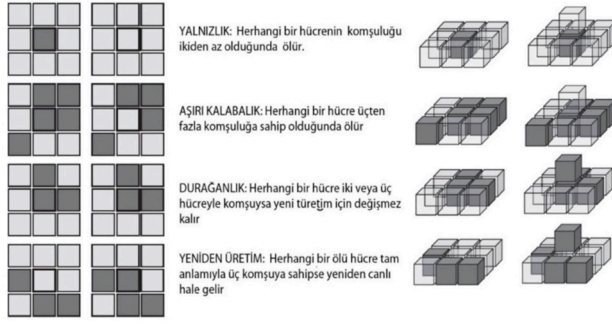 YALNIZLIK: Herhangi bir hücrenin komşuluğu
ikiden az olduğunda ölür.
AŞIRI KALABALIK: Herhangi bir hücre üçten
fazla komşuluğa sahip olduğunda ölür
DURAĞANLIK: Herhangi bir hücre iki veya üç
hücreyle komşuysa yeni türetim için değişmez
kalır
YENİDEN ÜRETİM: Herhangi bir ölü hücre tam
anlamıyla üç komşuya sahipse yeniden canlı
hale gelir